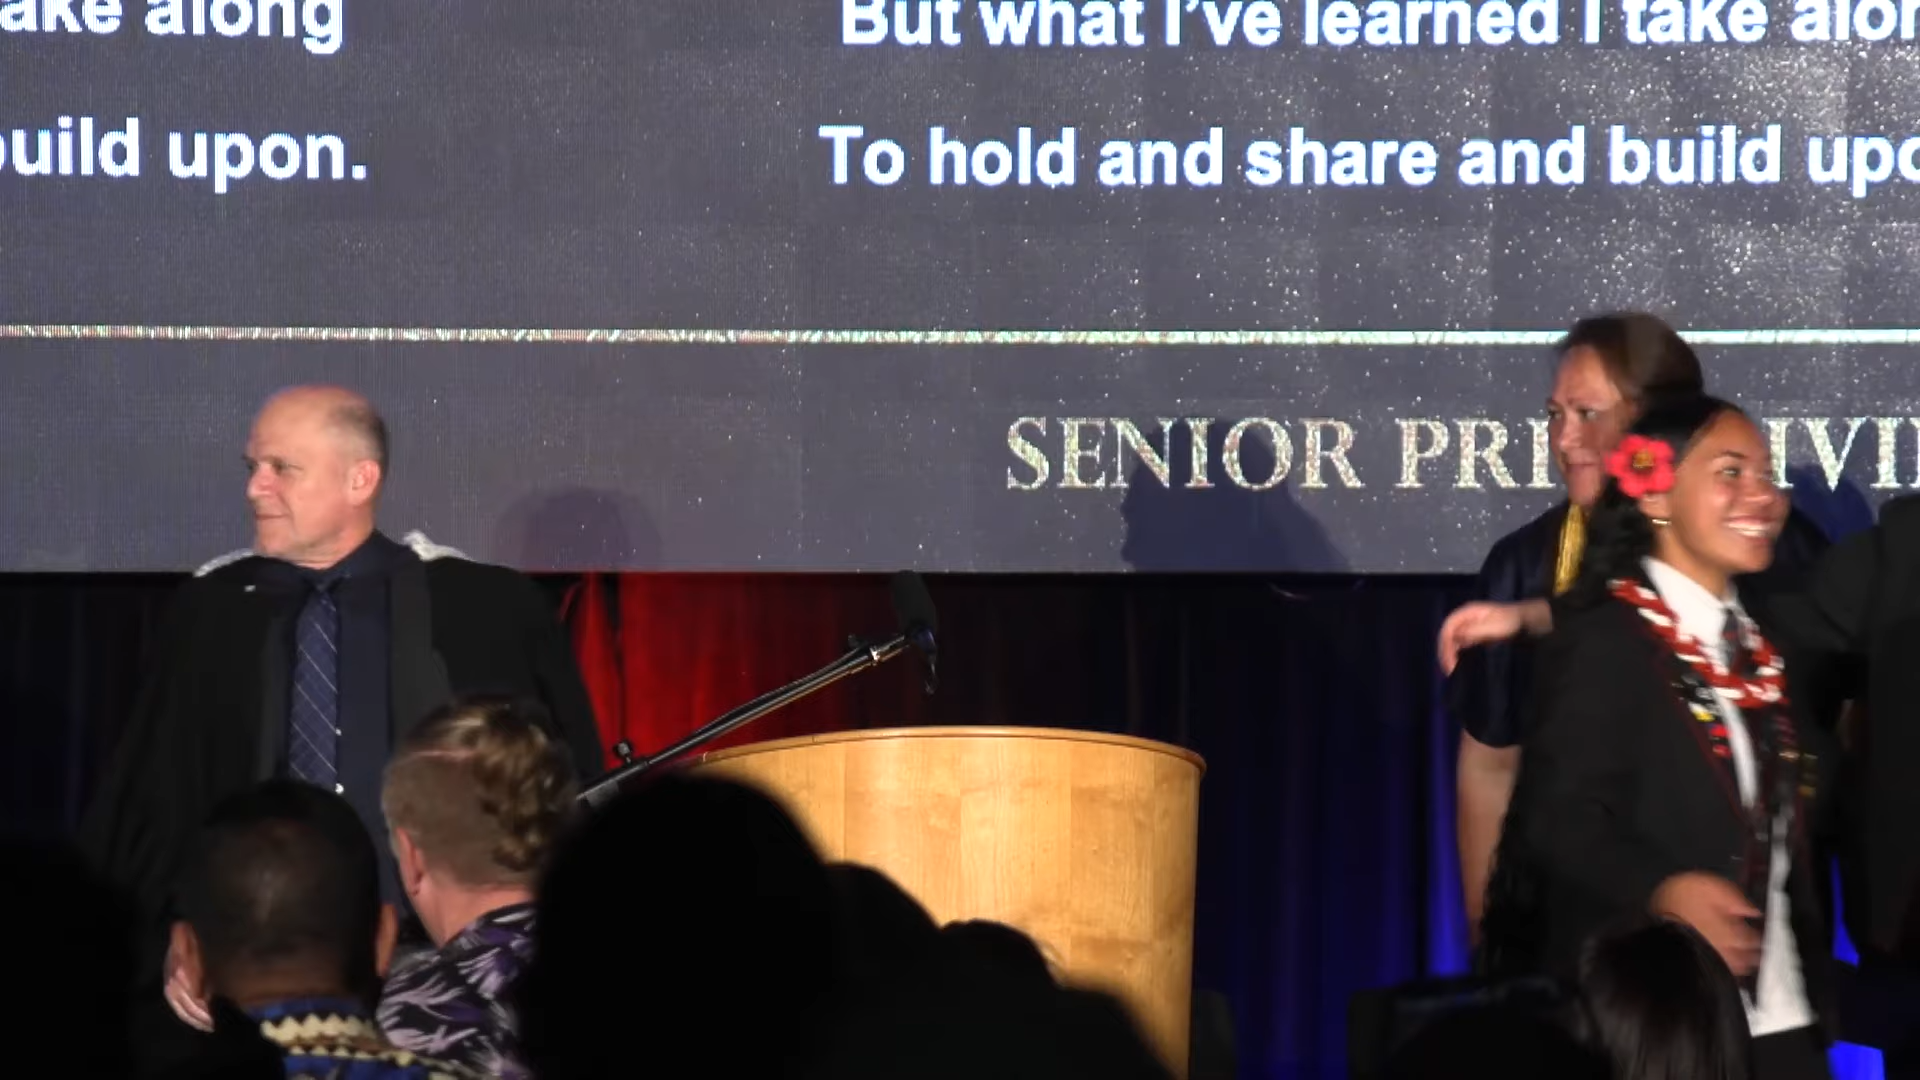 ake along
uild upon.
But what I've learned I take alon
To hold and share and build upo
SENIOR PRI IVI